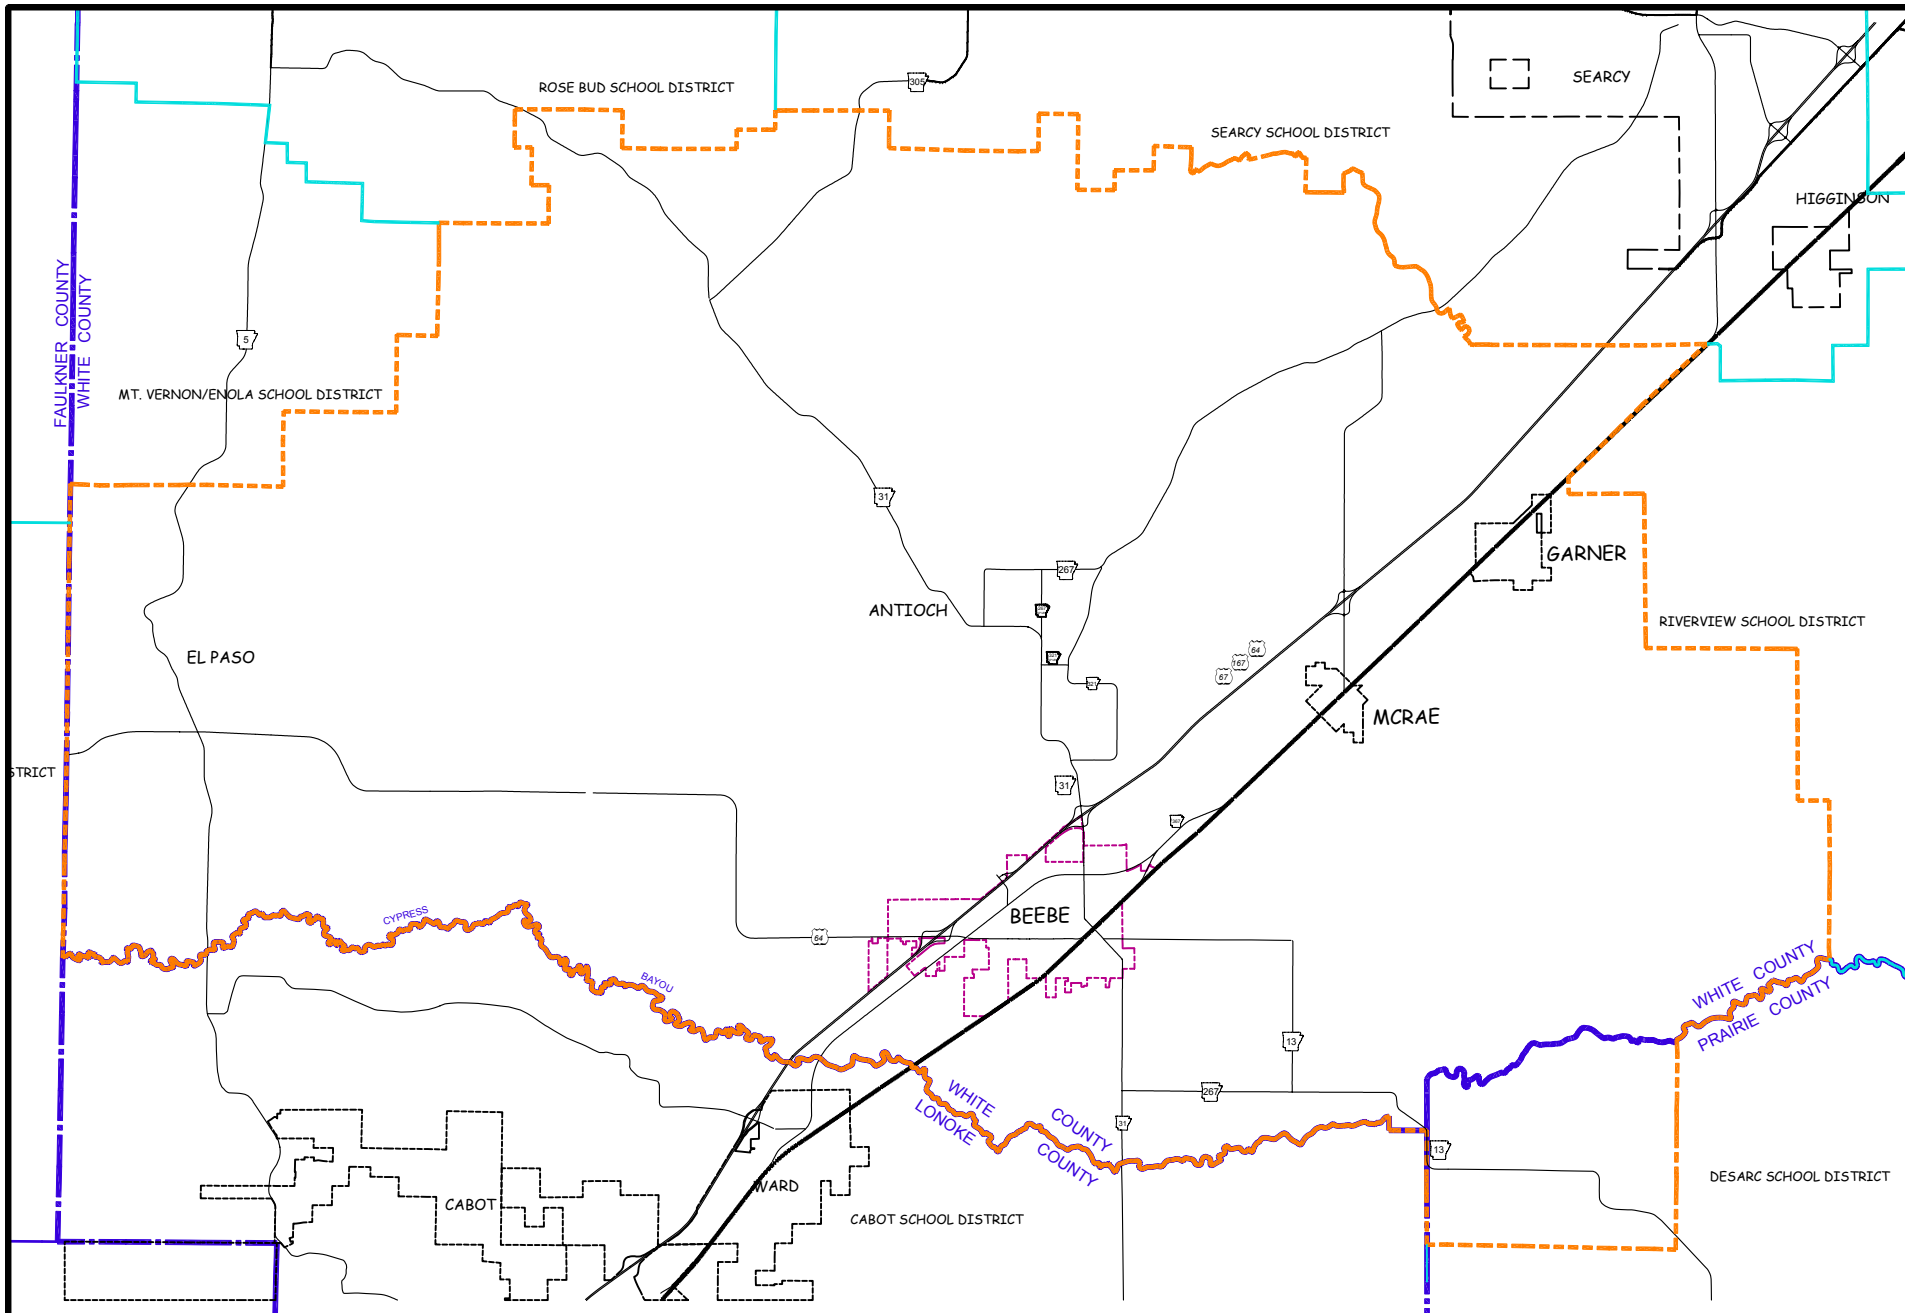 ROSE BUD SCHOOL DISTRICT
305
SEARCY
SEARCY SCHOOL DISTRICT
HIGGINSON
FAULKNER COUNTY
WHITE COUNTY
5
MT. VERNON/ENOLA SCHOOL DISTRICT
31
GARNER
267
ANTIOCH
RIVERVIEW SCHOOL DISTRICT
EL PASO
64
167
67
321
MCRAE
STRICT
31
BEEBE
CYPRESS
64
BAYOU
WHITE COUNTY
PRAIRIE COUNTY
13
267
WHITE COUNTY
LONOKE COUNTY
31
13
DESARC SCHOOL DISTRICT
WARD
CABOT
CABOT SCHOOL DISTRICT